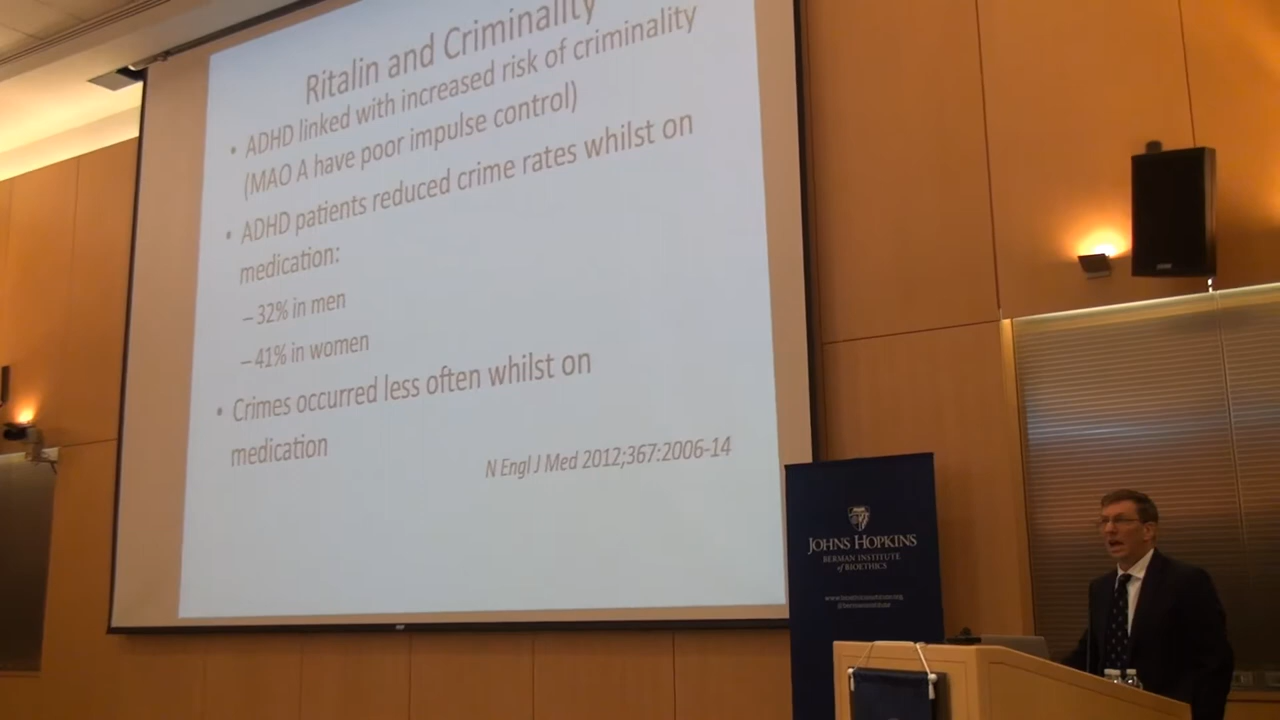 Ritalin and Criminality
• ADHD linked with increased risk of criminality
(MAO A have poor impulse control)
• ADHD patients reduced crime rates whilst on
medication:
– 32% in men
– 41% in women
• Crimes occurred less often whilst on
medication
N Engl J Med 2012;367:2006-14
JOHNS HOPKINS
BERMAN INSTITUTE
of BIOETHICS